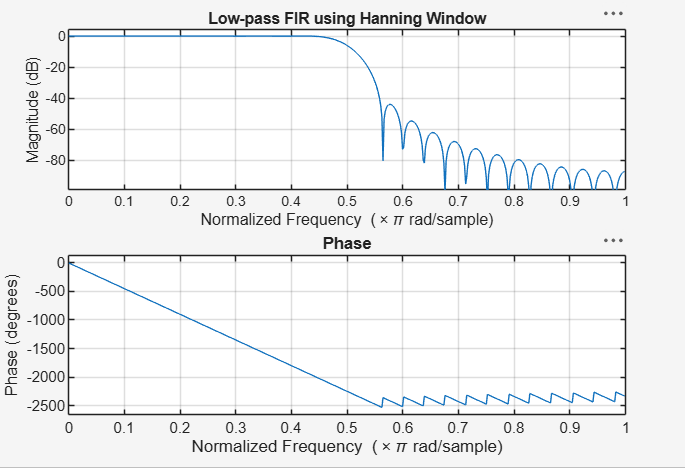 Low-pass FIR using Hanning Window
Magnitude (dB)
0
-20
-40
-60
-80
0 0.1 0.2 0.3 0.4 0.5 0.6 0.7 0.8 0.9 1
Normalized Frequency (× π rad/sample)
Phase
Phase (degrees)
0
-500
-1000
-1500
-2000
-2500
0 0.1 0.2 0.3 0.4 0.5 0.6 0.7 0.8 0.9 1
Normalized Frequency (× π rad/sample)